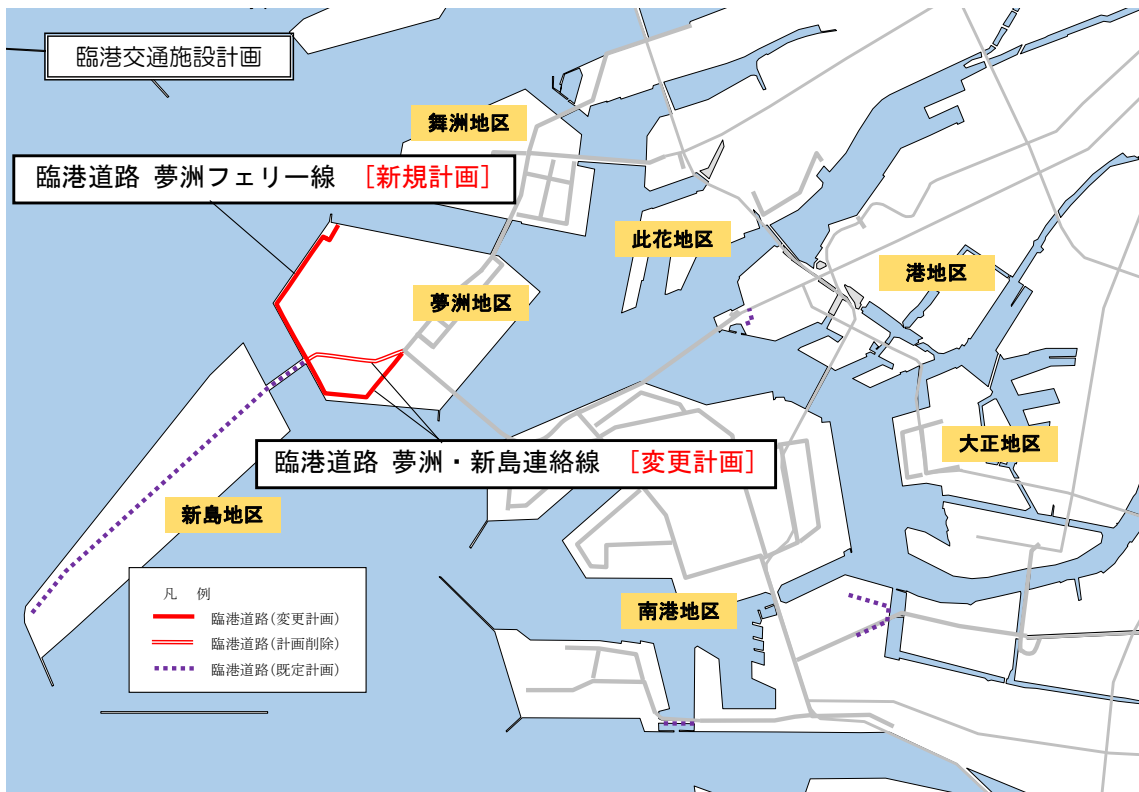 臨港交通施設計画
舞洲地区
臨港道路 夢洲フェリー線 [新規計画]
此花地区
港地区
夢洲地区
大正地区
臨港道路 夢洲・新島連絡線 [変更計画]
新島地区
凡 例
臨港道路(変更計画)
臨港道路(計画削除)
臨港道路(既定計画)
南港地区